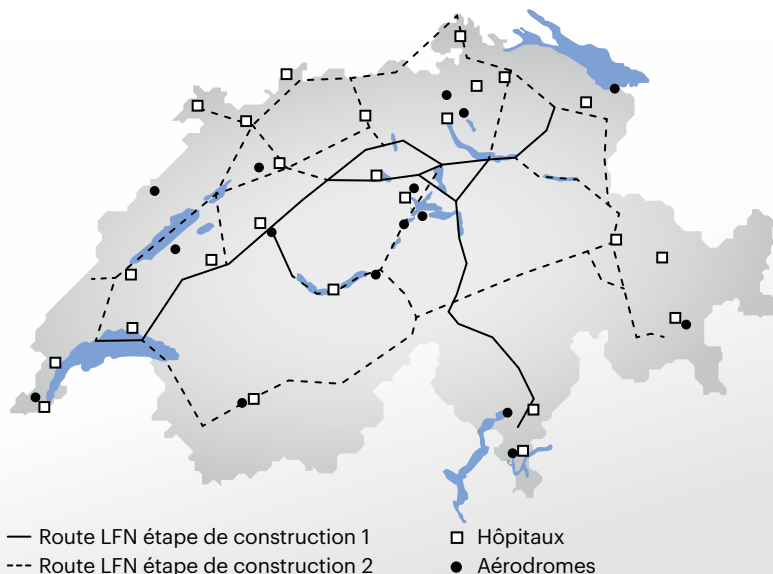 Route LFN étape de construction 1
Hôpitaux
Route LFN étape de construction 2
Aérodromes